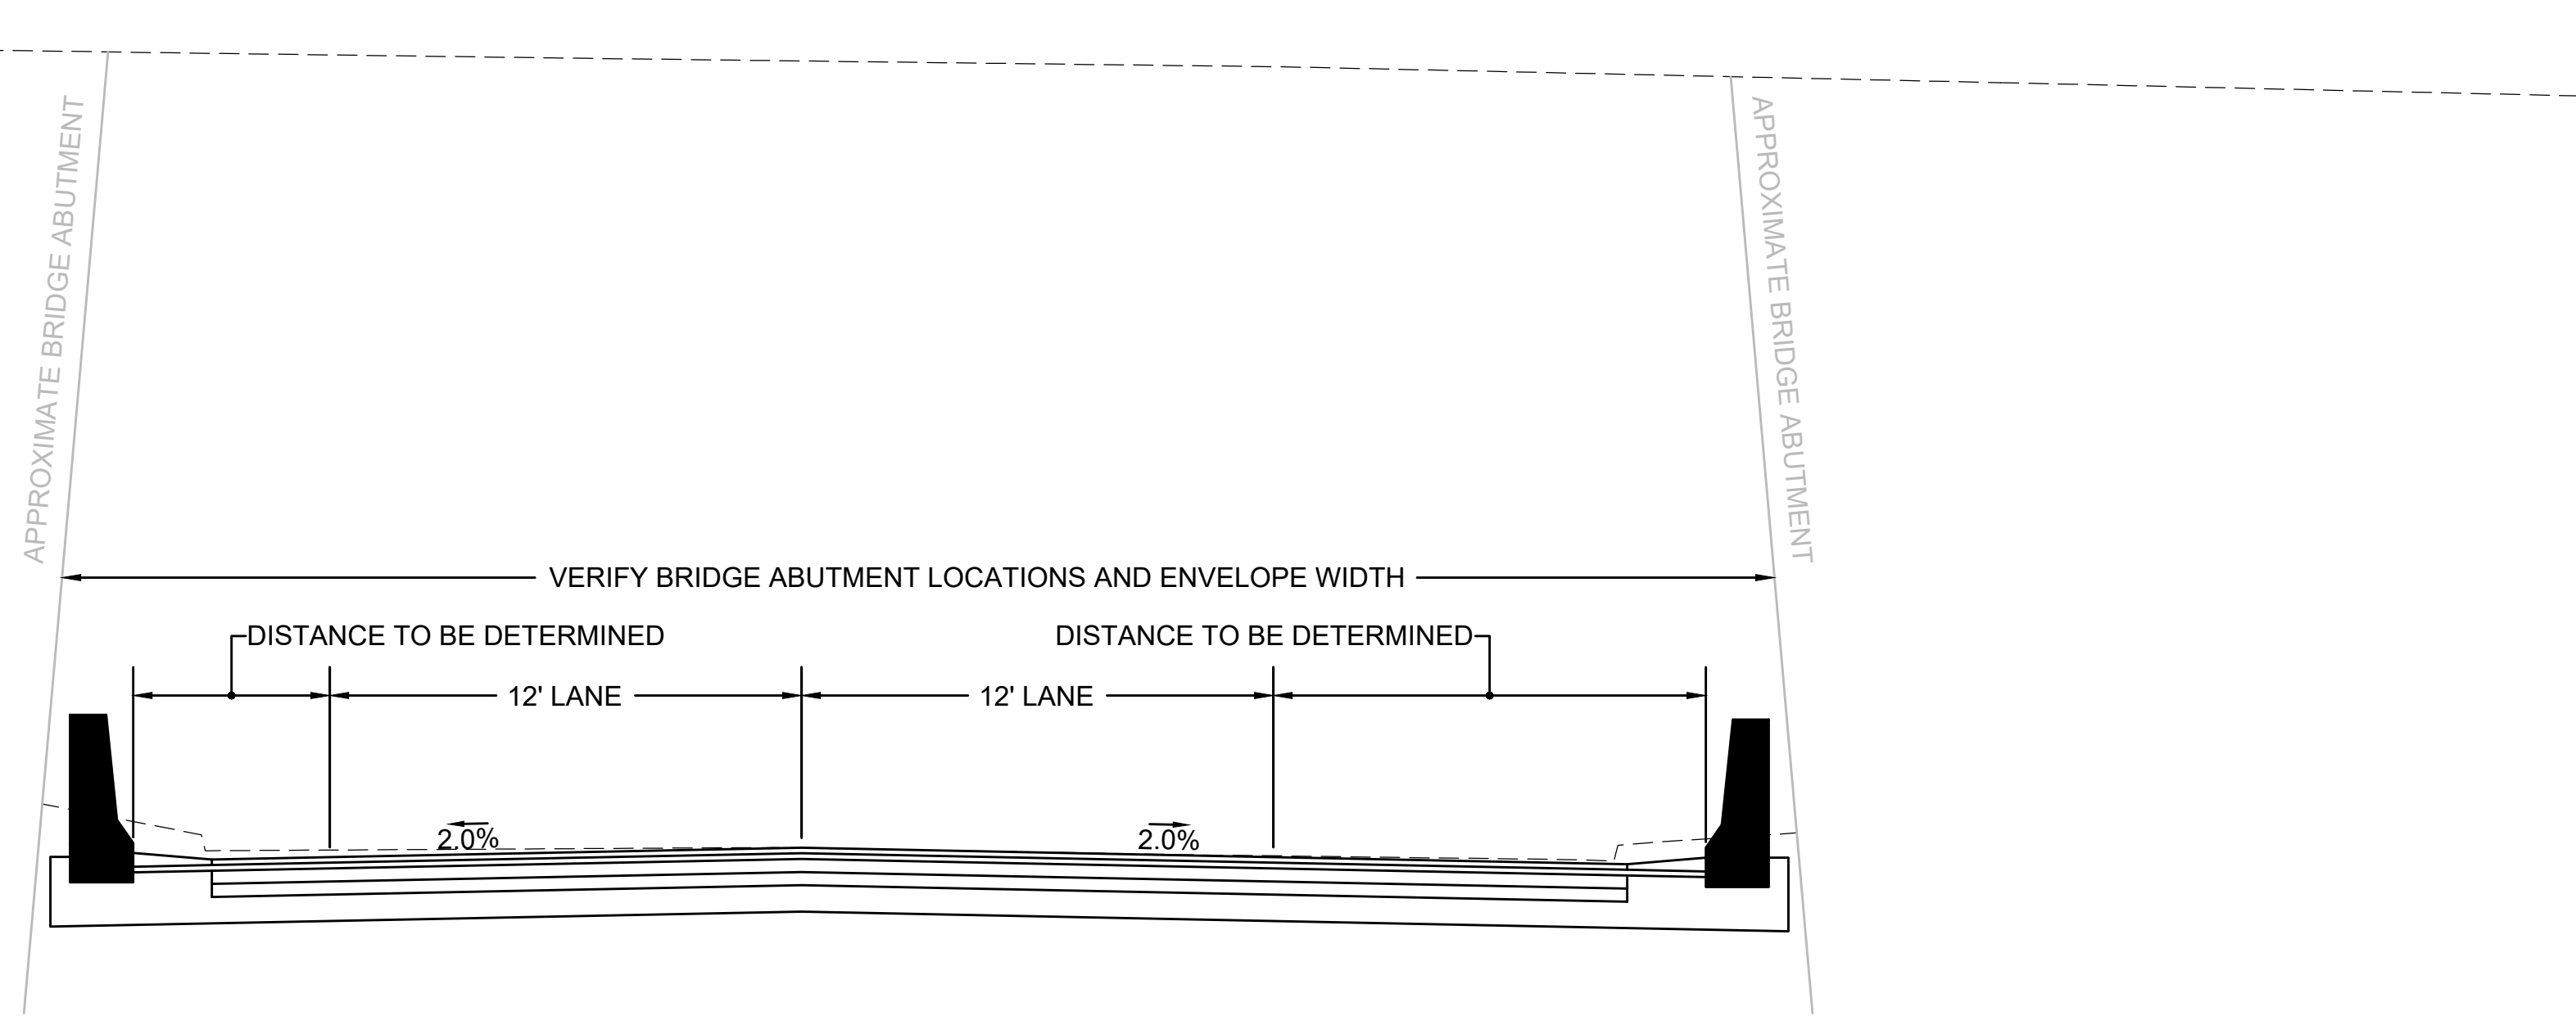 APPROXIMATE BRIDGE ABUTMENT
APPROXIMATE BRIDGE ABUTMENT
VERIFY BRIDGE ABUTMENT LOCATIONS AND ENVELOPE WIDTH
DISTANCE TO BE DETERMINED
DISTANCE TO BE DETERMINED
12' LANE
12' LANE
2.0%
2.0%